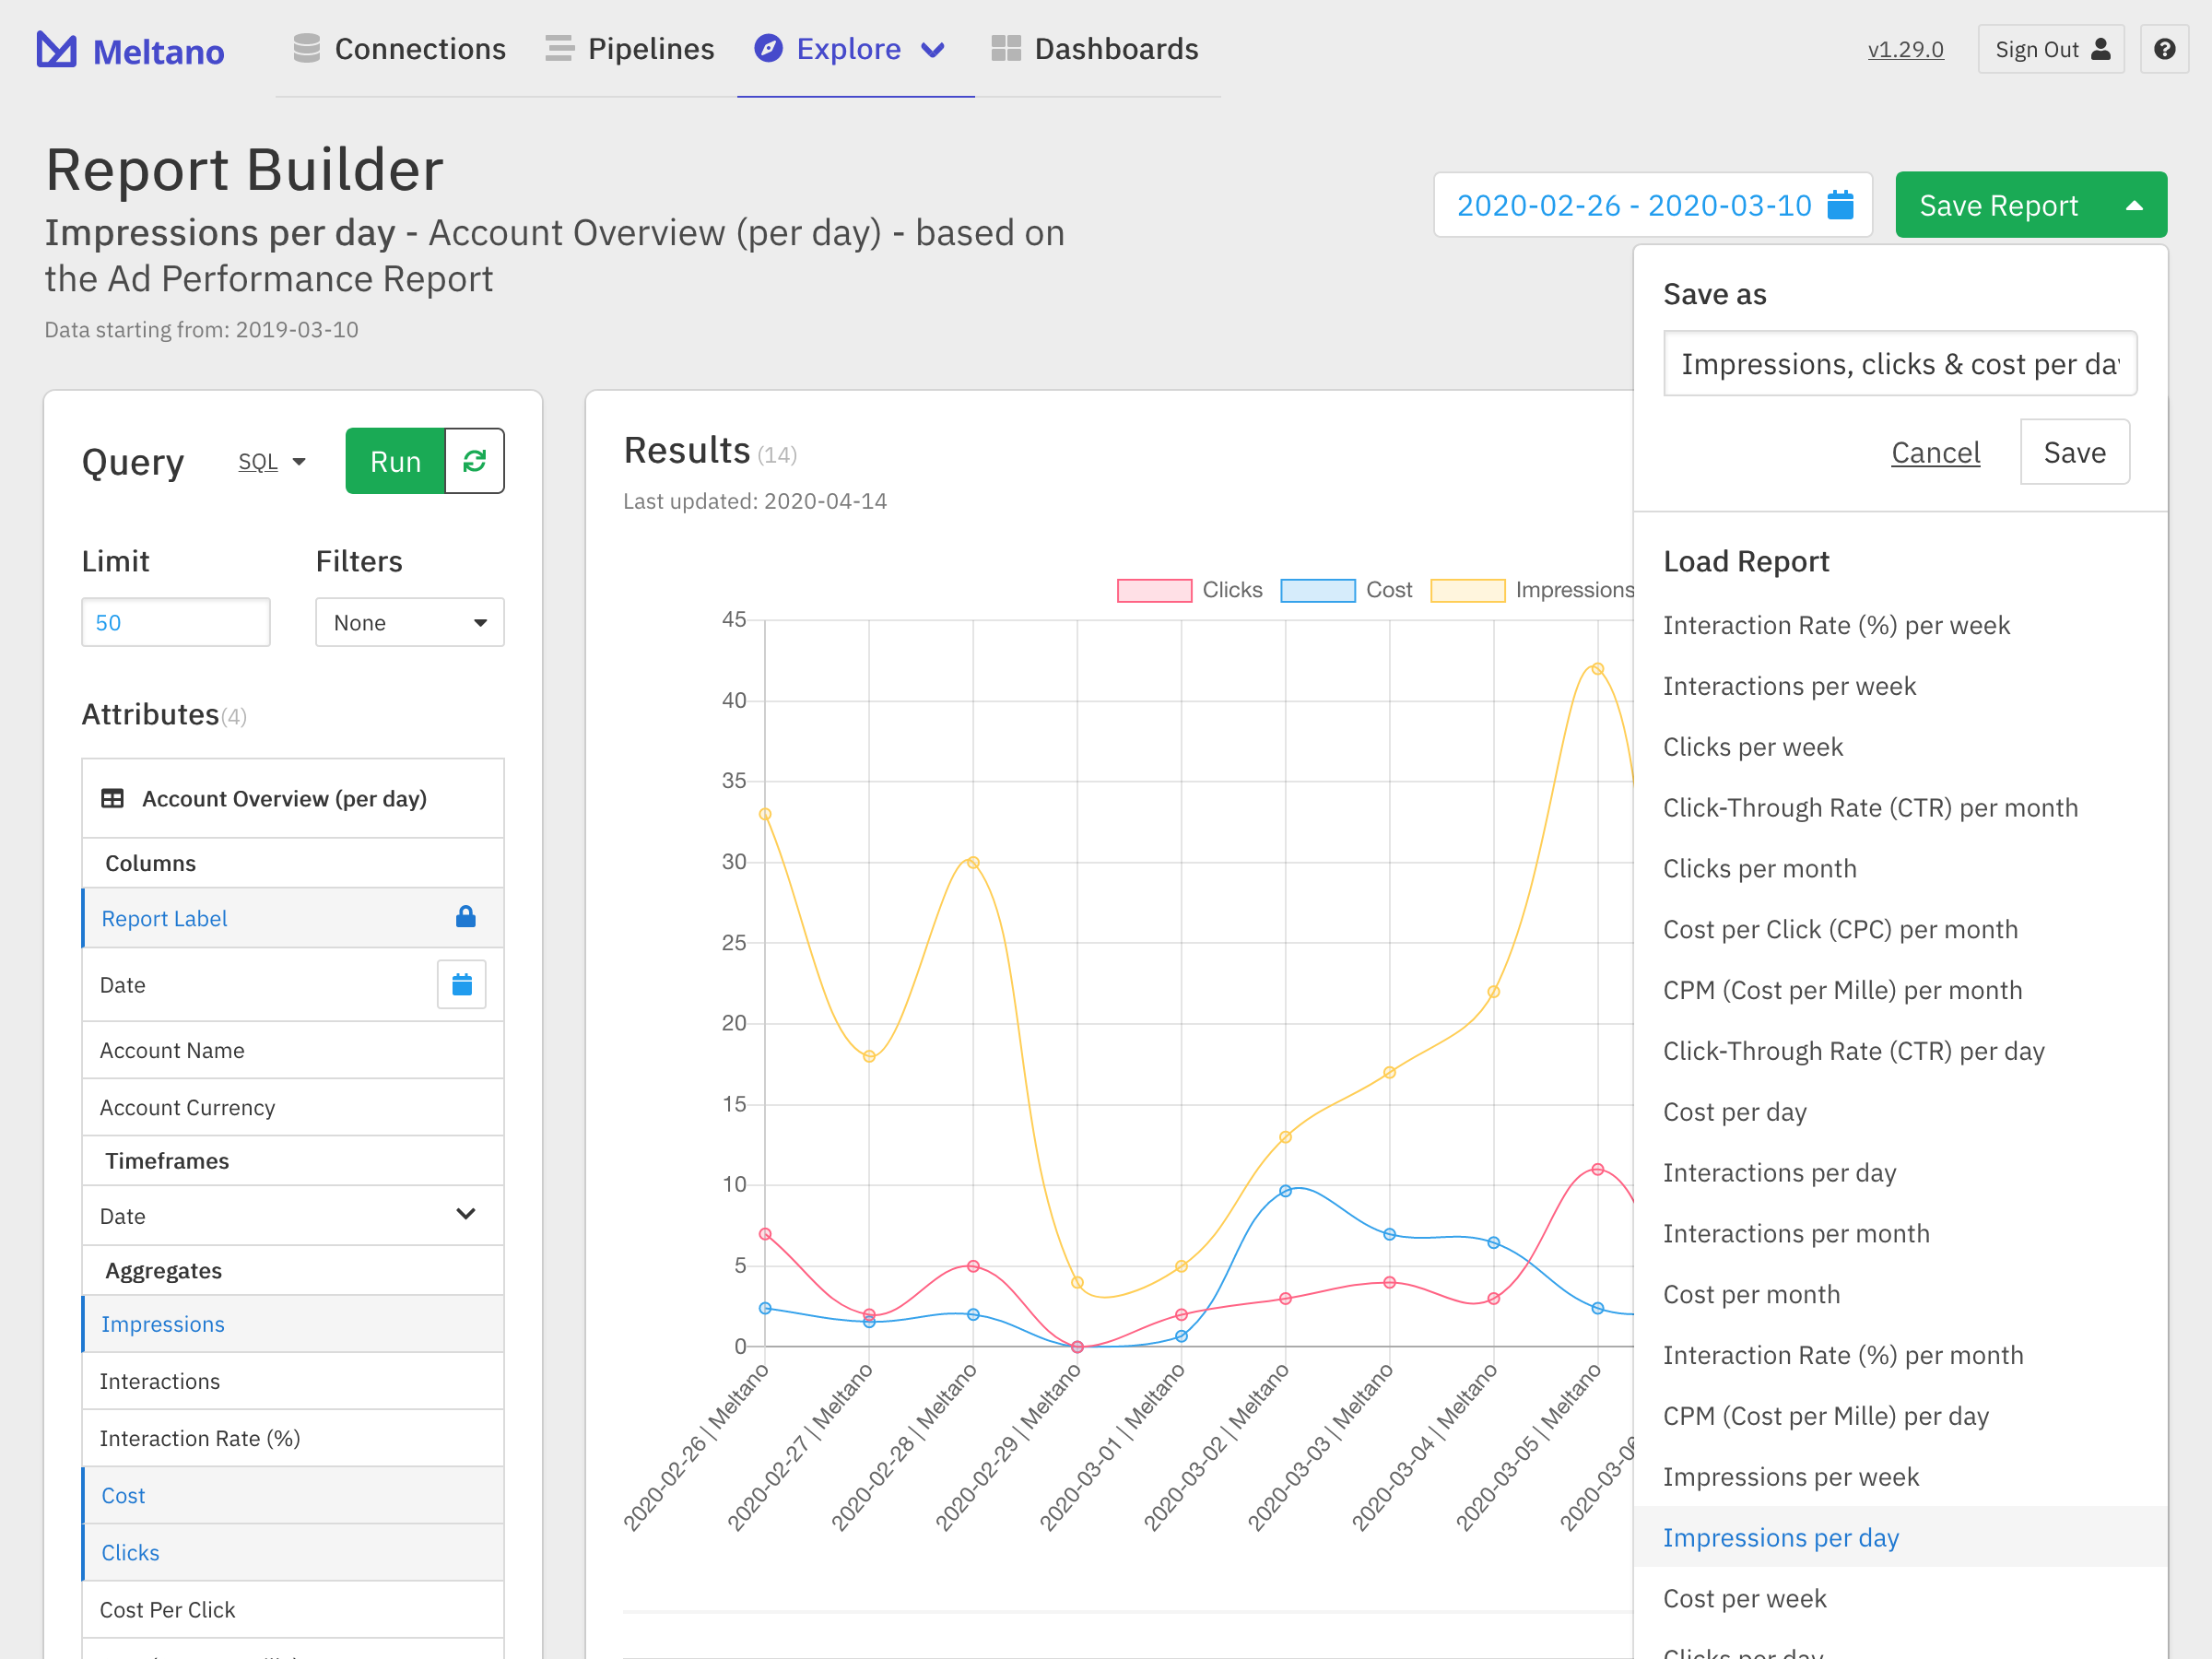 Meltano
Connections
Pipelines
Explore
Dashboards
v1.29.0
Sign Out
Report Builder
Impressions per day - Account Overview (per day) - based on
the Ad Performance Report
Data starting from: 2019-03-10
2020-02-26 - 2020-03-10
Save Report
Save as
Impressions, clicks & cost per day
Cancel
Save
Load Report
Interaction Rate (%) per week
Interactions per week
Clicks per week
Click-Through Rate (CTR) per month
Clicks per month
Cost per Click (CPC) per month
CPM (Cost per Mille) per month
Click-Through Rate (CTR) per day
Cost per day
Interactions per day
Interactions per month
Cost per month
Interaction Rate (%) per month
CPM (Cost per Mille) per day
Impressions per week
Impressions per day
Cost per week
Clicks per day
Query
SQL
Run
Limit
Filters
50
None
Attributes(4)
Account Overview (per day)
Columns
Report Label
Date
Account Name
Account Currency
Timeframes
Date
Aggregates
Impressions
Interactions
Interaction Rate (%)
Cost
Clicks
Cost Per Click
Results (14)
Last updated: 2020-04-14
Clicks
Cost
Impressions
45
40
35
30
25
20
15
10
5
0
2020-02-26 | Meltano
2020-02-27 | Meltano
2020-02-28 | Meltano
2020-02-29 | Meltano
2020-03-01 | Meltano
2020-03-02 | Meltano
2020-03-03 | Meltano
2020-03-04 | Meltano
2020-03-05 | Meltano
2020-03-06